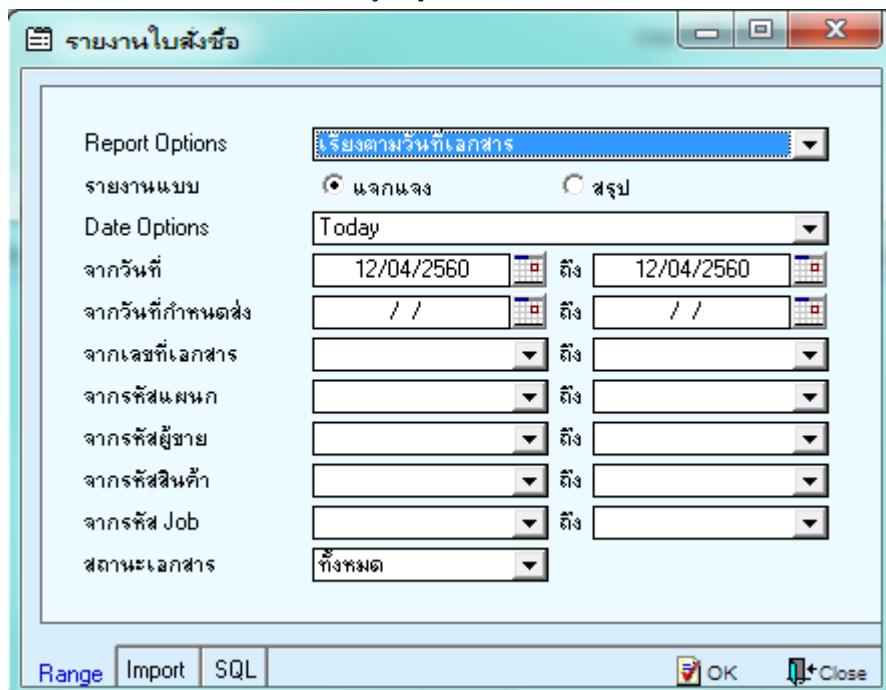 รายงานใบสั่งซื้อ
Report Options เรียงตามวันที่เอกสาร
รายงานแบบ แจกแจง สรุป
Date Options Today
จากวันที่ 12/04/2560 ถึง 12/04/2560
จากวันที่กำหนดส่ง / / ถึง / /
จากเลขที่เอกสาร ถึง
จากรหัสแผนก ถึง
จากรหัสผู้ขาย ถึง
จากรหัสสินค้า ถึง
จากรหัส Job ถึง
สถานะเอกสาร ทั้งหมด
Range Import SQL OK Close